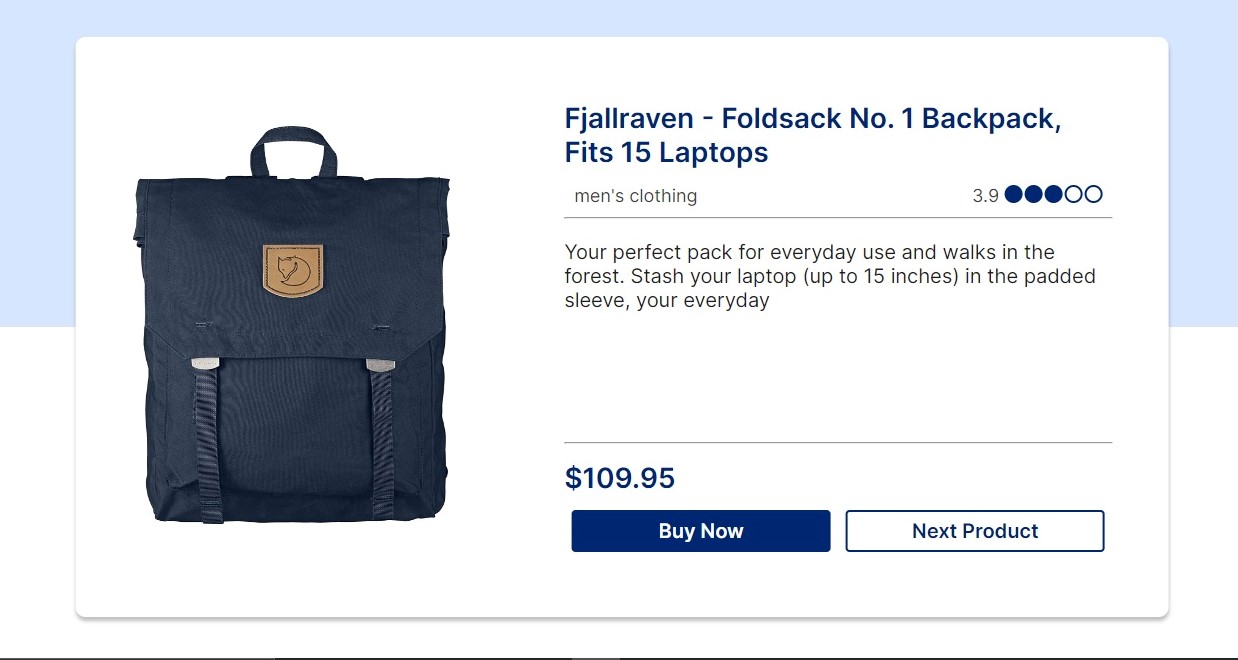 Fjallraven - Foldsack No. 1 Backpack,
Fits 15 Laptops
men's clothing
3.9
Your perfect pack for everyday use and walks in the
forest. Stash your laptop (up to 15 inches) in the padded
sleeve, your everyday
$109.95
Buy Now
Next Product